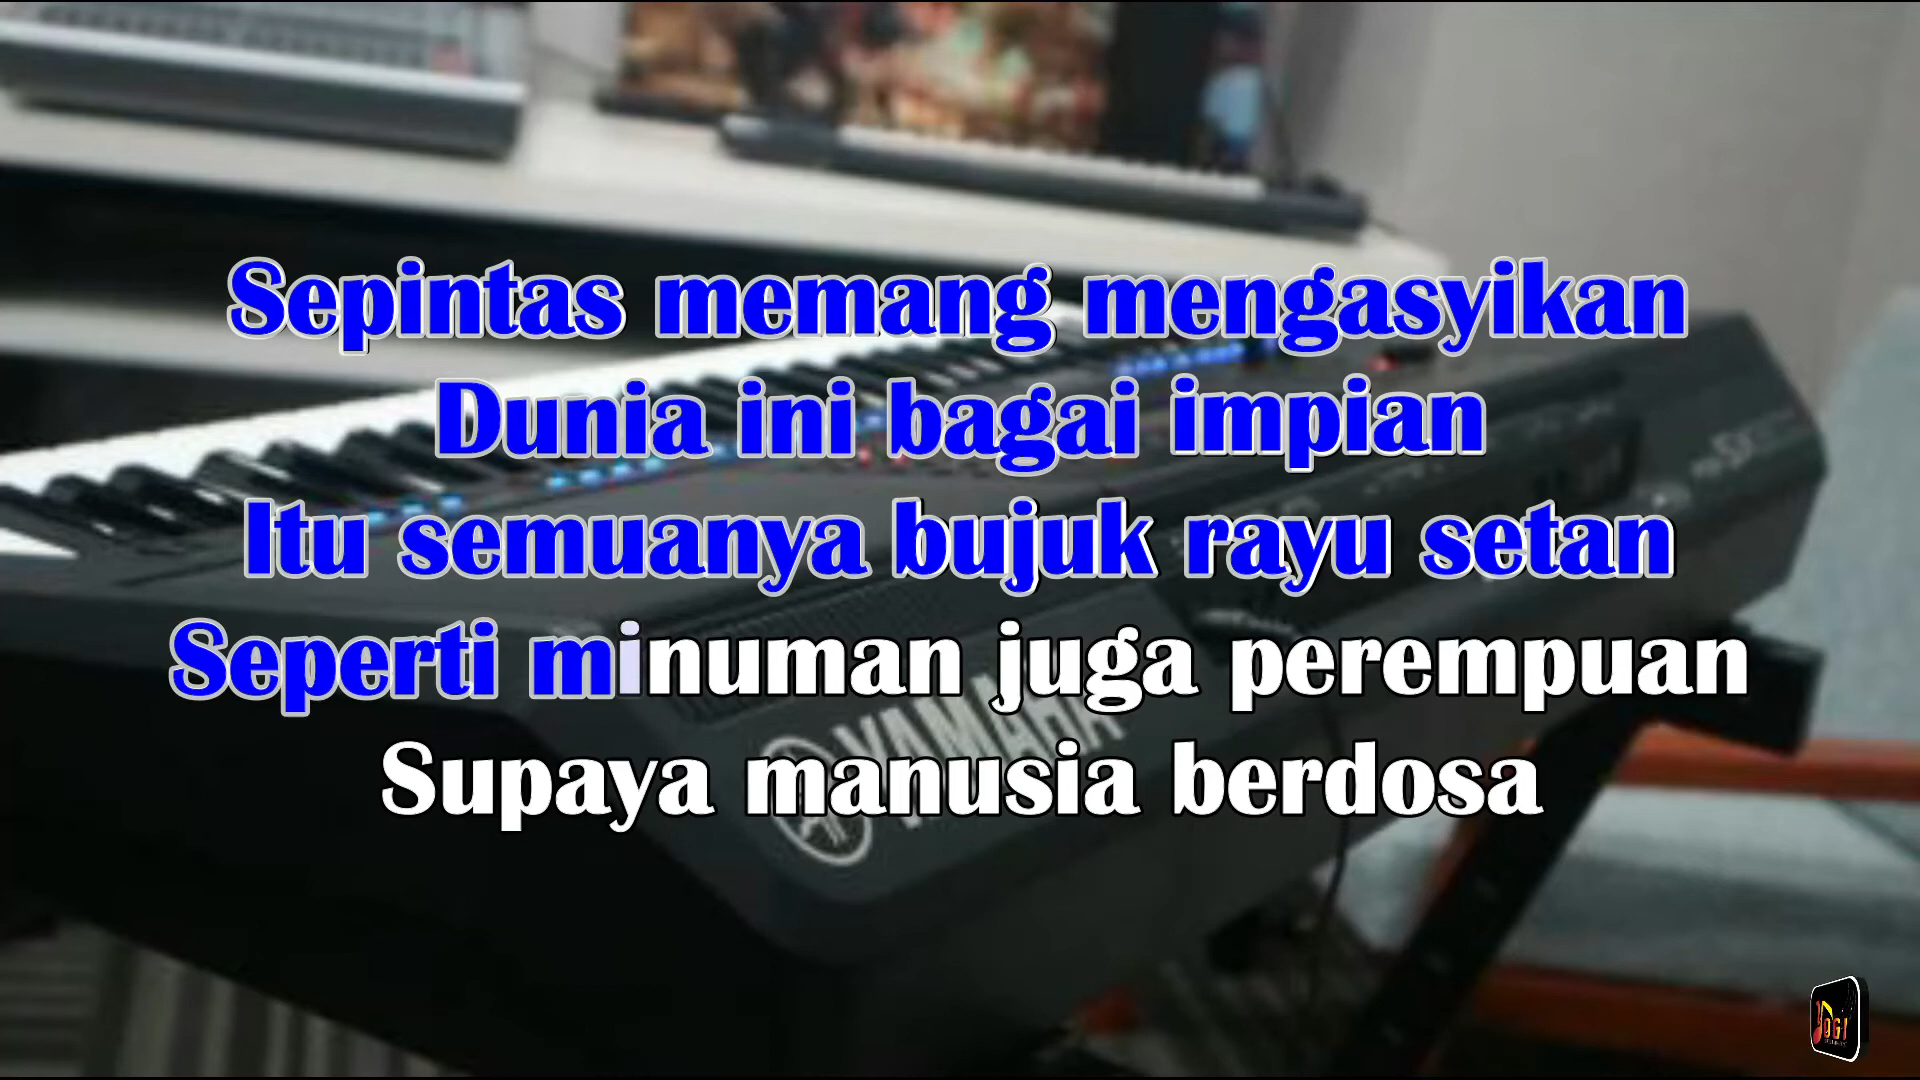 Sepintas memang mengasyikan
Dunia ini bagai impian
Itu semuanya bujuk rayu setan
Seperti minuman juga perempuan
YAMAHA
Supaya manusia berdosa